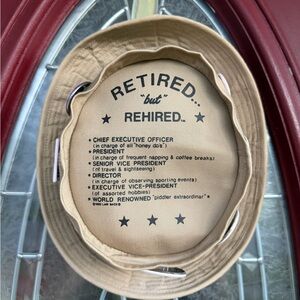 RETIRED...
"but"
REHIRED...
• CHIEF EXECUTIVE OFFICER
(in charge of all "honey do's")
• PRESIDENT
(in charge of frequent napping & coffee breaks)
• SENIOR VICE PRESIDENT
(of travel & sightseeing)
• DIRECTOR
(in charge of observing sporting events)
• EXECUTIVE VICE-PRESIDENT
(of assorted hobbies)
• WORLD RENOWNED "piddler extraordinar"